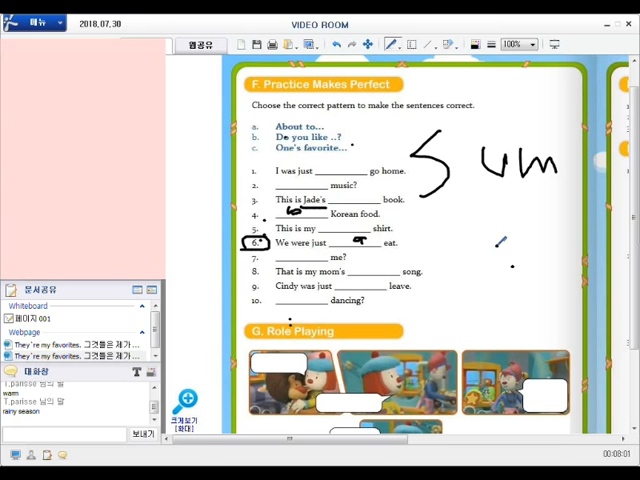 메뉴 2018,07,30 VIDEO ROOM
웹공유 100%
F. Practice Makes Perfect
Choose the correct pattern to make the sentences correct.
a. About to...
b. Do you like ..?
c. One's favorite...
Sum
1. I was just __________ go home.
2. __________ music?
3. This is Jade's __________ book.
4. b __________ Korean food.
5. This is my __________ shirt.
6. We were just a __________ eat.
7. __________ me?
8. That is my mom's __________ song.
9. Cindy was just __________ leave.
10. __________ dancing?
G. Role Playing
문서공유
Whiteboard
페이지 001
Webpage
They're my favorites. 그것들은 제가 ...
They're my favorites. 그것들은 제가 ...
대화창 T
T,parisse 님의 말
warm
T,parisse 님의 말
rainy season
보내기
크게보기
(확대)
00:08:01